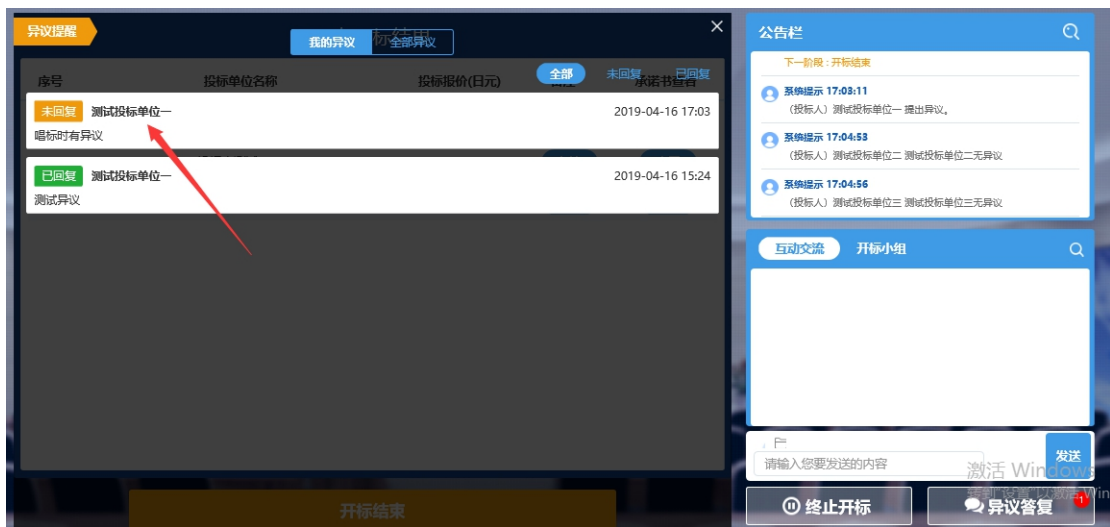 异议提醒
我的异议
全部异议
序号
投标单位名称
投标报价(日元)
承诺书查看
全部
未回复
已回复
未回复 测试投标单位一
2019-04-16 17:03
唱标时有异议
已回复 测试投标单位一
2019-04-16 15:24
测试异议
开标结束
公告栏
下一阶段 : 开标结束
系统提示 17:03:11
（投标人）测试投标单位一 提出异议。
系统提示 17:04:53
（投标人）测试投标单位二 测试投标单位二无异议
系统提示 17:04:56
（投标人）测试投标单位三 测试投标单位三无异议
互动交流
开标小组
请输入您要发送的内容
发送
激活 Windows
转到"设置"以激活 Win
终止开标
异议答复
1